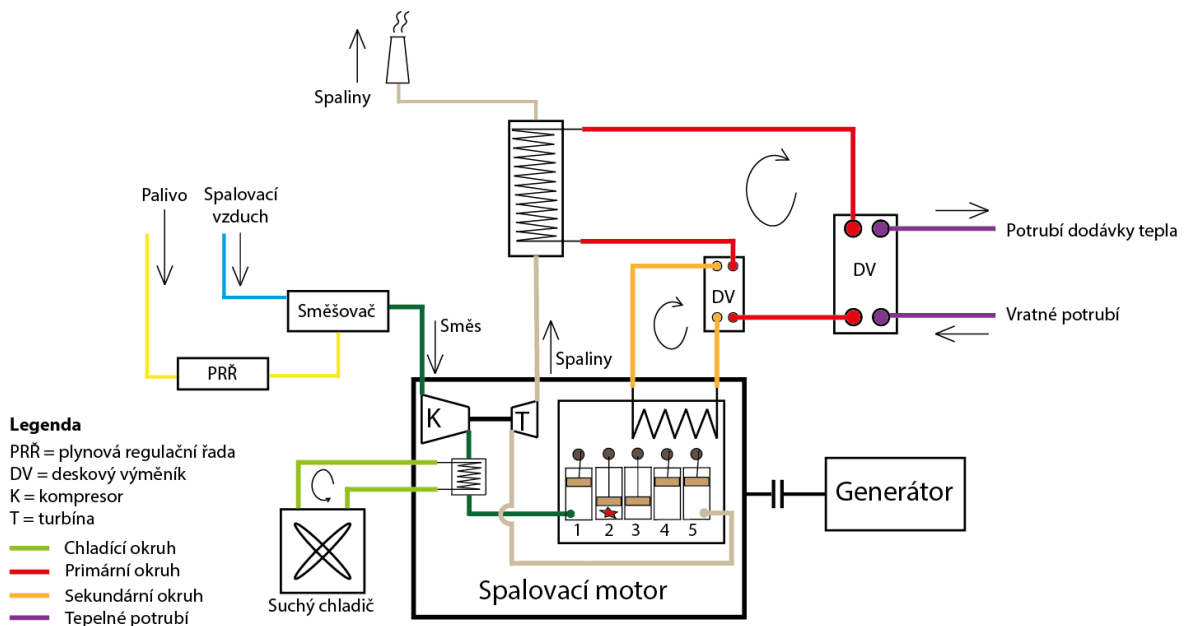 Spaliny
Palivo
Spalovací
vzduch
Potrubí dodávky tepla
DV
DV
Směšovač
Směs
Vratné potrubí
Spaliny
PRŘ
K
T
Legenda
PRŘ = plynová regulační řada
DV = deskový výměník
K = kompresor
T = turbína
Chladící okruh
Primární okruh
Sekundární okruh
Tepelné potrubí
Suchý chladič
1 2 3 4 5
Spalovací motor
Generátor